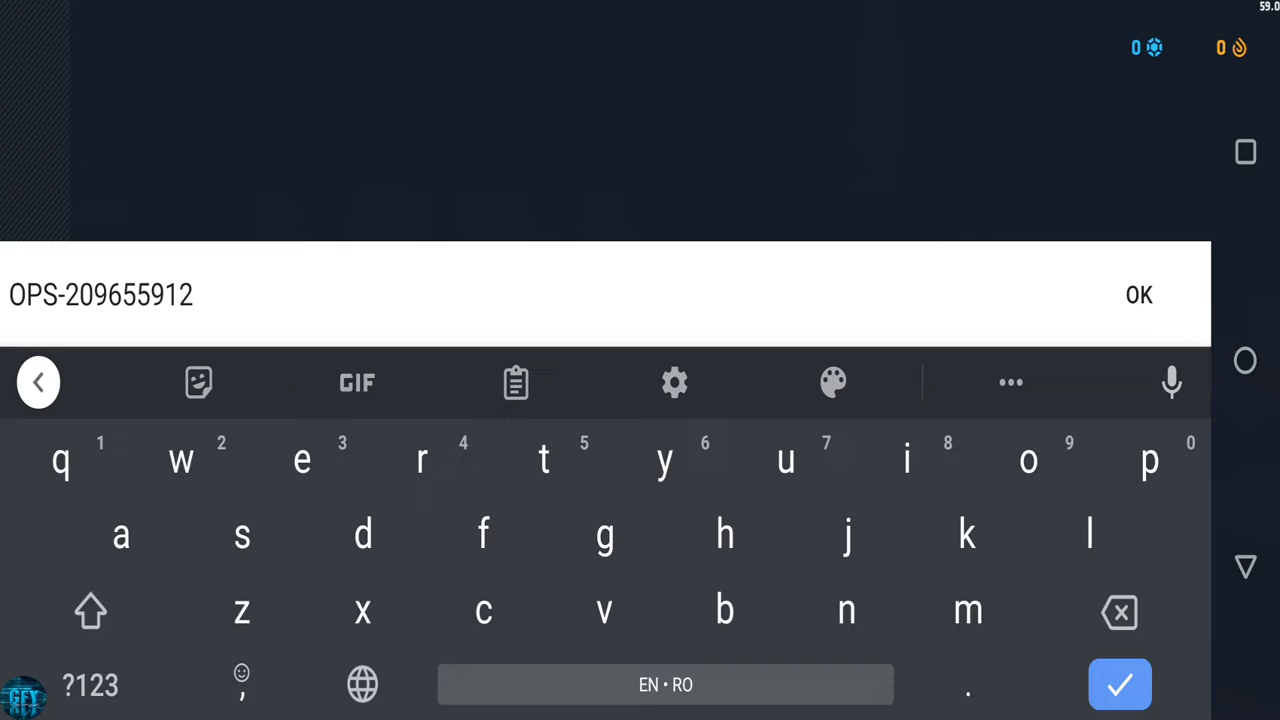 59.0
0 0
OPS-209655912 OK
GIF
q 1 w 2 e 3 r 4 t 5 y 6 u 7 i 8 o 9 p 0
a s d f g h j k l
z x c v b n m
?123 , EN • RO .
GFY